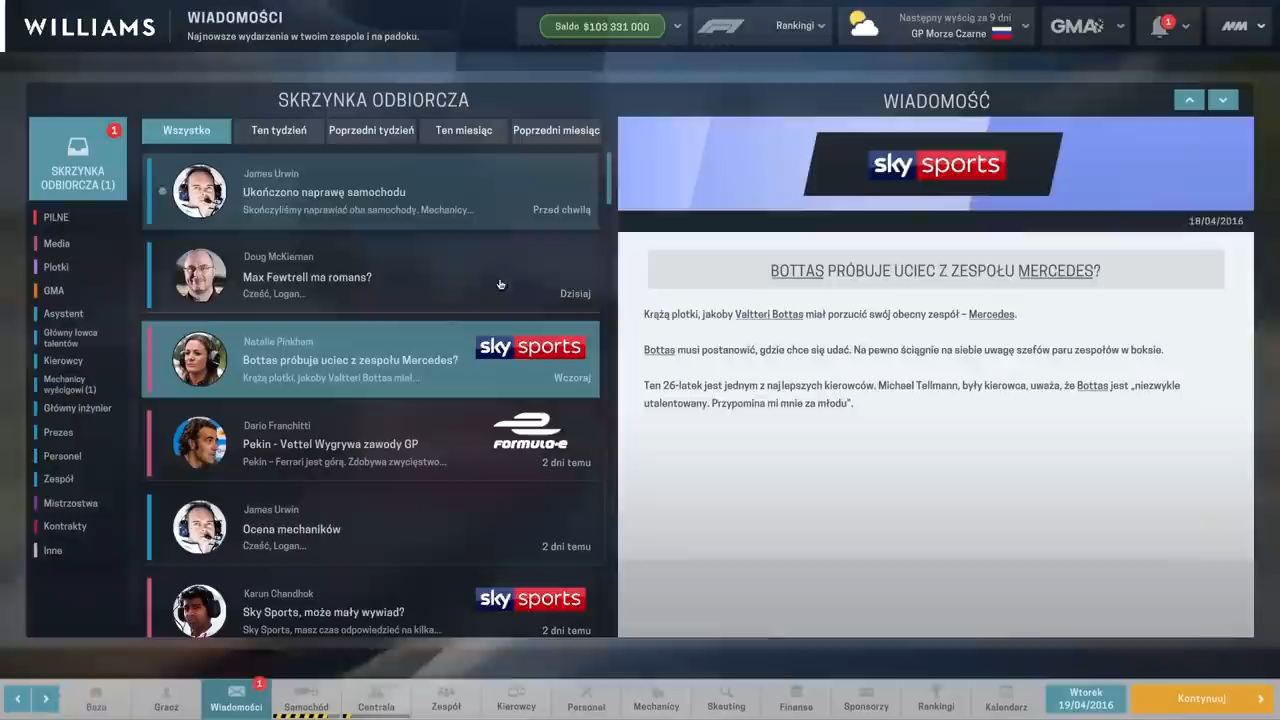 WILLIAMS
WIADOMOŚCI
Najnowsze wydarzenia w twoim zespole i na padoku.
Saldo $103 331 000
Rankingi
Następny wyścig za 9 dni
GP Morze Czarne
GMA
1
SKRZYNKA ODBIORCZA
WIADOMOŚĆ
1
SKRZYNKA
ODBIORCZA (1)
PILNE
Media
Plotki
GMA
Asystent
Główny łowca
talentów
Kierowcy
Mechanicy
wyścigowi (1)
Główny inżynier
Prezes
Personel
Zespół
Mistrzostwa
Kontrakty
Inne
Wszystko
Ten tydzień
Poprzedni tydzień
Ten miesiąc
Poprzedni miesiąc
James Urwin
Ukończono naprawę samochodu
Skończyliśmy naprawiać oba samochody. Mechanicy...
Przed chwilą
Doug McKiernan
Max Fewtrell ma romans?
Cześć, Logan...
Dzisiaj
Natalie Pinkham
Bottas próbuje uciec z zespołu Mercedes?
Krążą plotki, jakoby Valtteri Bottas miał...
sky sports
Wczoraj
Dario Franchitti
Pekin - Vettel Wygrywa zawody GP
Pekin – Ferrari jest górą. Zdobywa zwycięstwo...
FORMULA-E
2 dni temu
James Urwin
Ocena mechaników
Cześć, Logan...
2 dni temu
Karun Chandhok
Sky Sports, może mały wywiad?
Sky Sports, masz czas odpowiedzieć na kilka...
sky sports
2 dni temu
sky sports
18/04/2016
BOTTAS PRÓBUJE UCIEC Z ZESPOŁU MERCEDES?
Krążą plotki, jakoby Valtteri Bottas miał porzucić swój obecny zespół – Mercedes.
Bottas musi postanowić, gdzie chce się udać. Na pewno ściągnie na siebie uwagę szefów paru zespołów w boksie.
Ten 26-latek jest jednym z najlepszych kierowców. Michael Tellmann, były kierowca, uważa, że Bottas jest „niezwykle
utalentowany. Przypomina mi mnie za młodu”.
Baza
Gracz
Wiadomości
1
Samochód
Centrala
Zespół
Kierowcy
Personel
Mechanicy
Skauting
Finanse
Sponsorzy
Rankingi
Kalendarz
Wtorek
19/04/2016
Kontynuuj